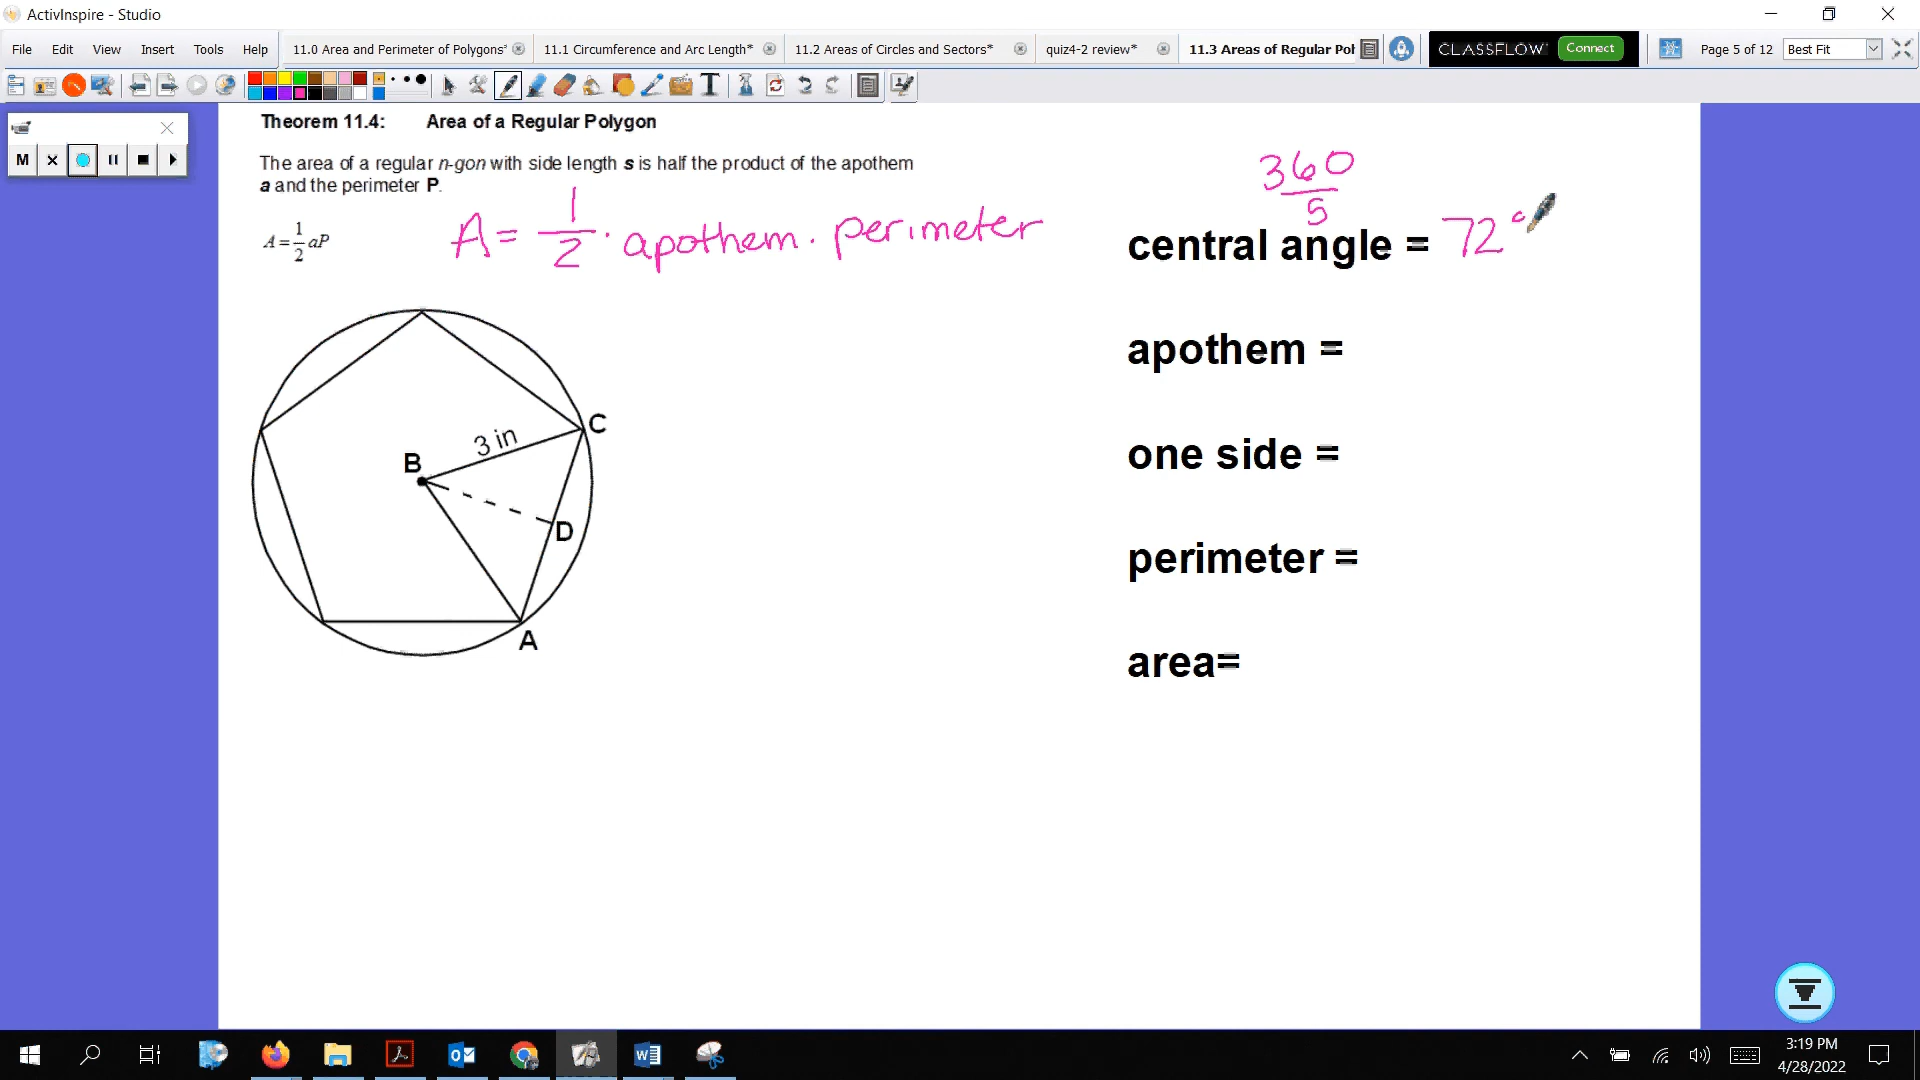 ActivInspire - Studio
File Edit View Insert Tools Help 11.0 Area and Perimeter of Polygons* 11.1 Circumference and Arc Length* 11.2 Areas of Circles and Sectors* quiz4-2 review* 11.3 Areas of Regular Pol CLASSFLOW Connect Page 5 of 12 Best Fit
T
M
Theorem 11.4: Area of a Regular Polygon
The area of a regular n-gon with side length s is half the product of the apothem
a and the perimeter P.
A = 1/2 aP
A = 1/2 · apothem · perimeter
360
5
central angle = 72°
apothem =
one side =
perimeter =
area=
C
3 in
B
D
A
3:19 PM
4/28/2022